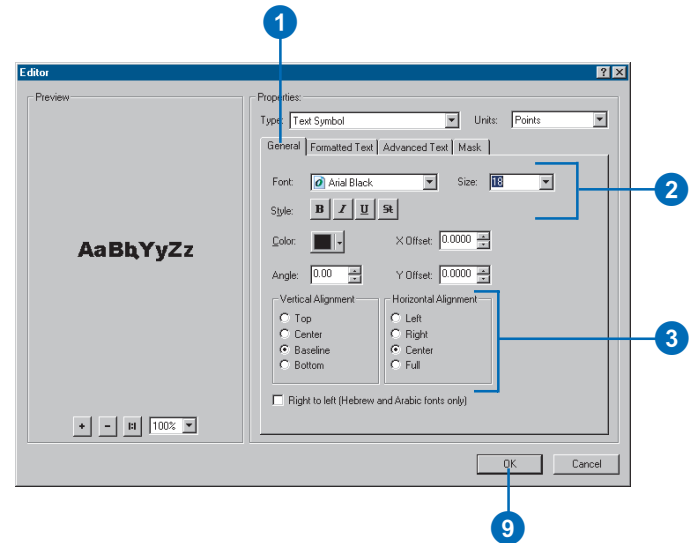 1
Editor
Preview
Properties:
Type: Text Symbol Units: Points
General Formatted Text Advanced Text Mask
Font: Arial Black Size: 18
2
Style: B I U St
Color: X Offset: 0.0000
AaBbYyZz
Angle: 0.00 Y Offset: 0.0000
Vertical Alignment Horizontal Alignment
Top Left
Center Right
3
Baseline Center
Bottom Full
Right to left (Hebrew and Arabic fonts only)
+ - 1:1 100%
OK Cancel
9